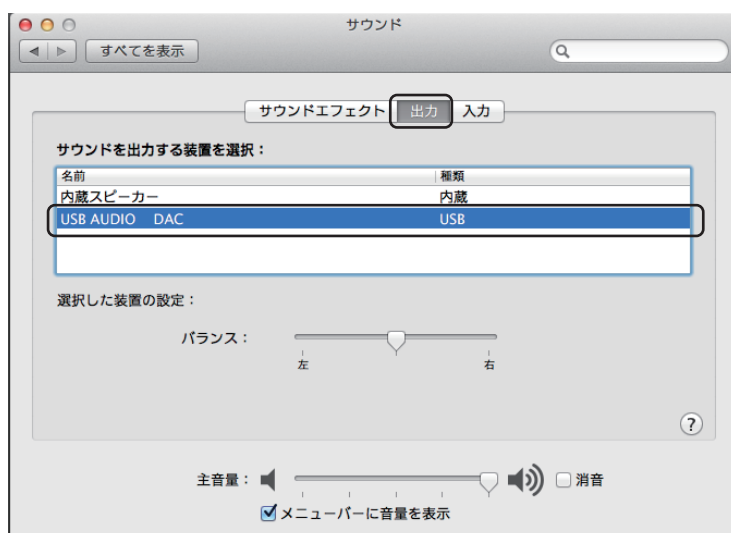 サウンド
すべてを表示
サウンドエフェクト 出力 入力
サウンドを出力する装置を選択：
名前 種類
内蔵スピーカー 内蔵
USB AUDIO DAC USB
選択した装置の設定：
バランス：
左 右
?
主音量： 消音
メニューバーに音量を表示